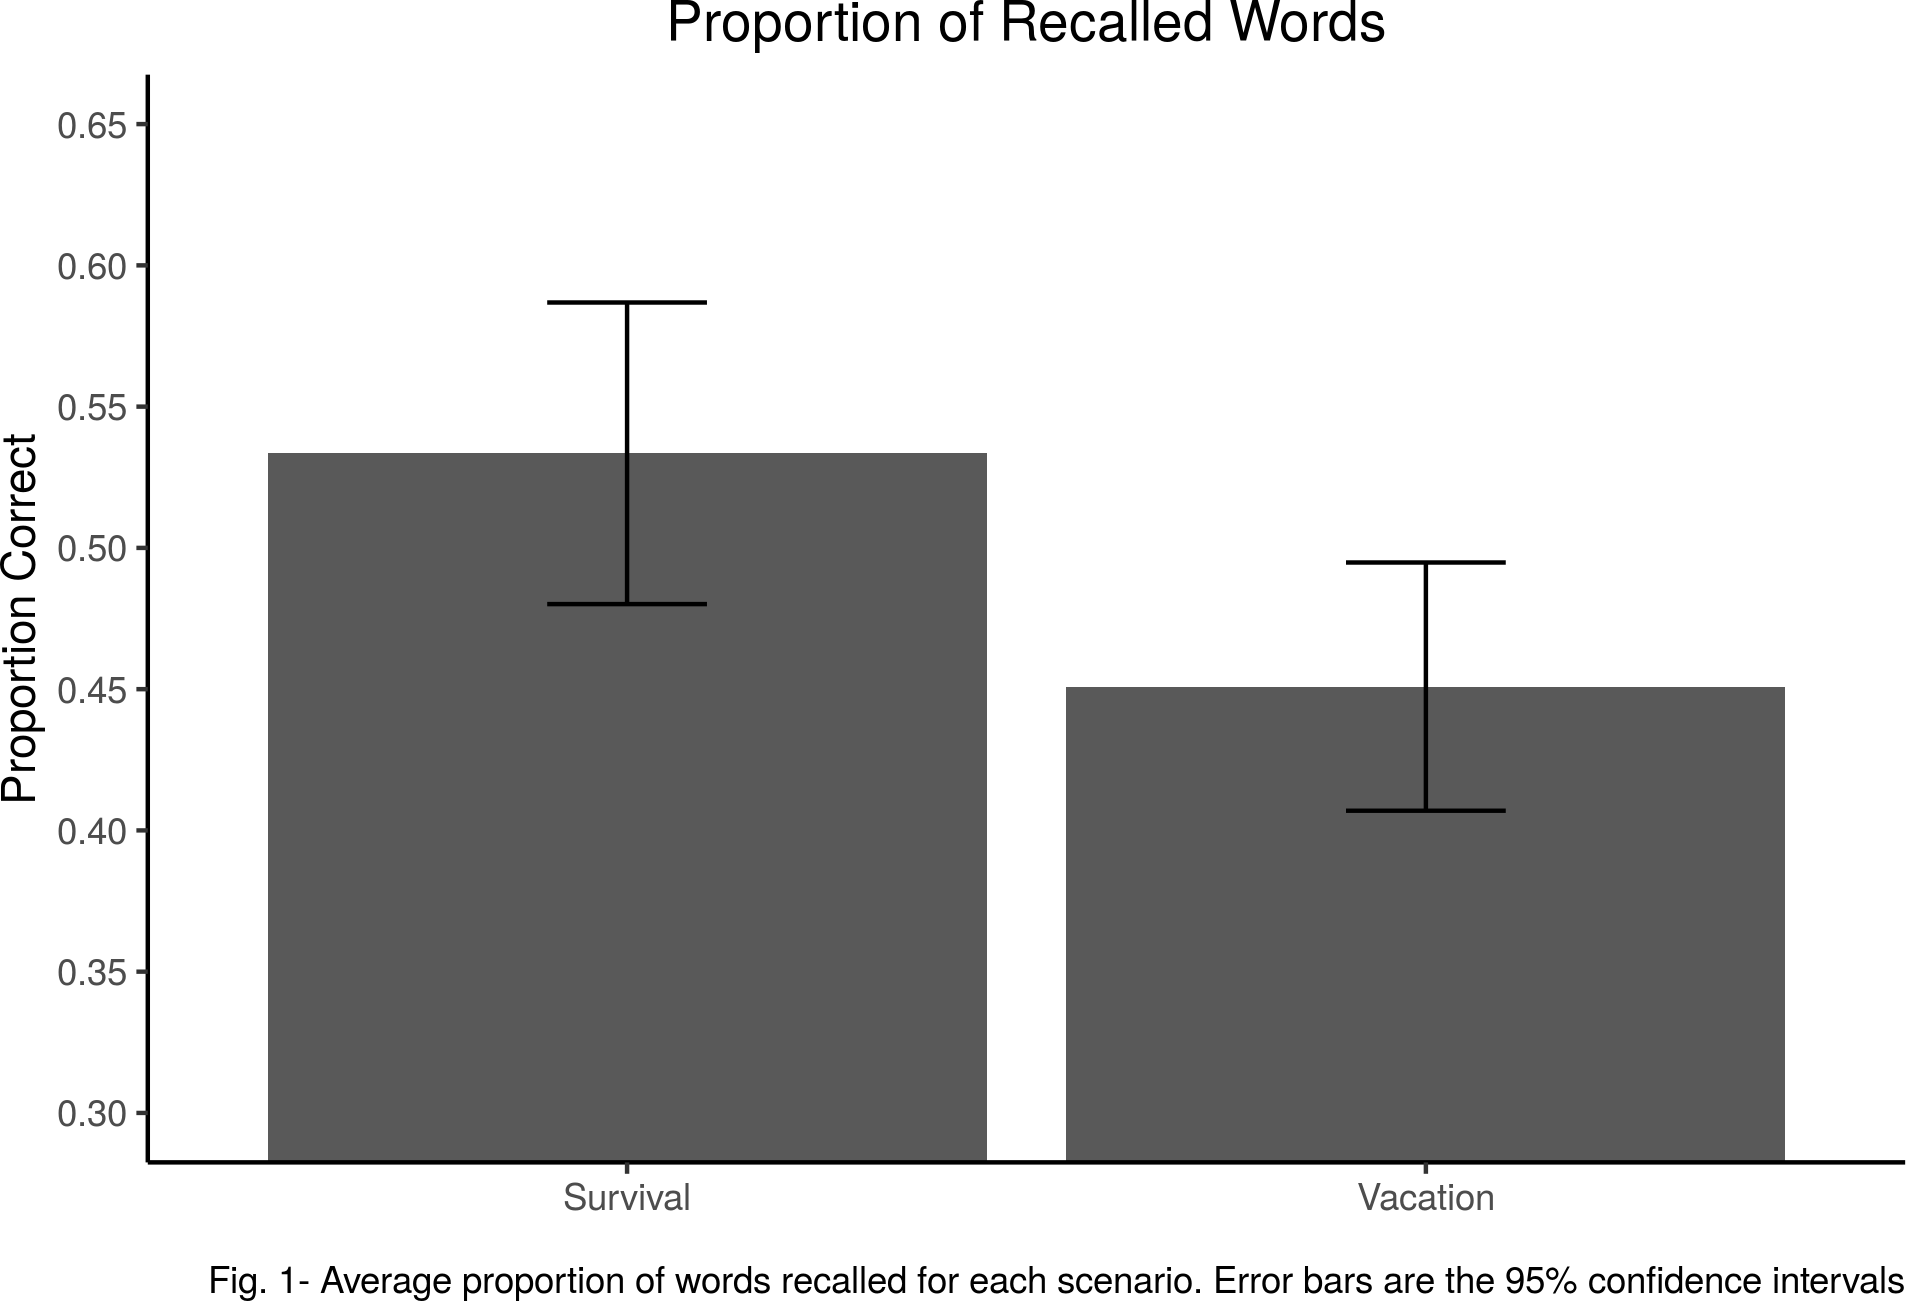 Proportion of Recalled Words
Proportion Correct
0.65
0.60
0.55
0.50
0.45
0.40
0.35
0.30
Survival
Vacation
Fig. 1- Average proportion of words recalled for each scenario. Error bars are the 95% confidence intervals